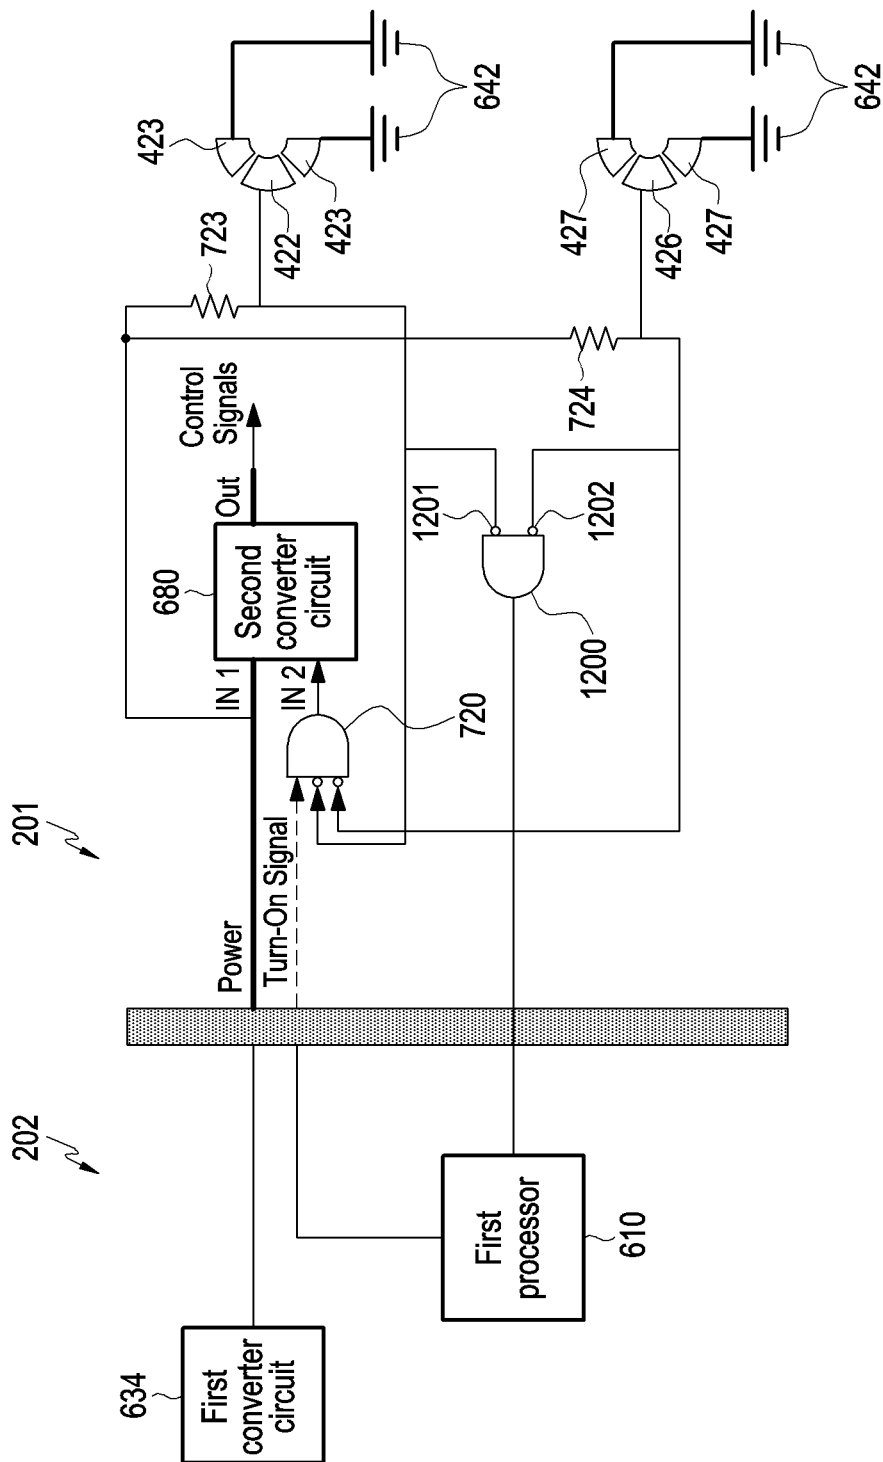 202
201
634
First
converter
circuit
First
processor
610
Power
Turn-On Signal
IN 1
IN 2
720
680
Second
converter
circuit
Out
Control
Signals
1200
1201
1202
723
724
423
422
423
642
427
426
427
642